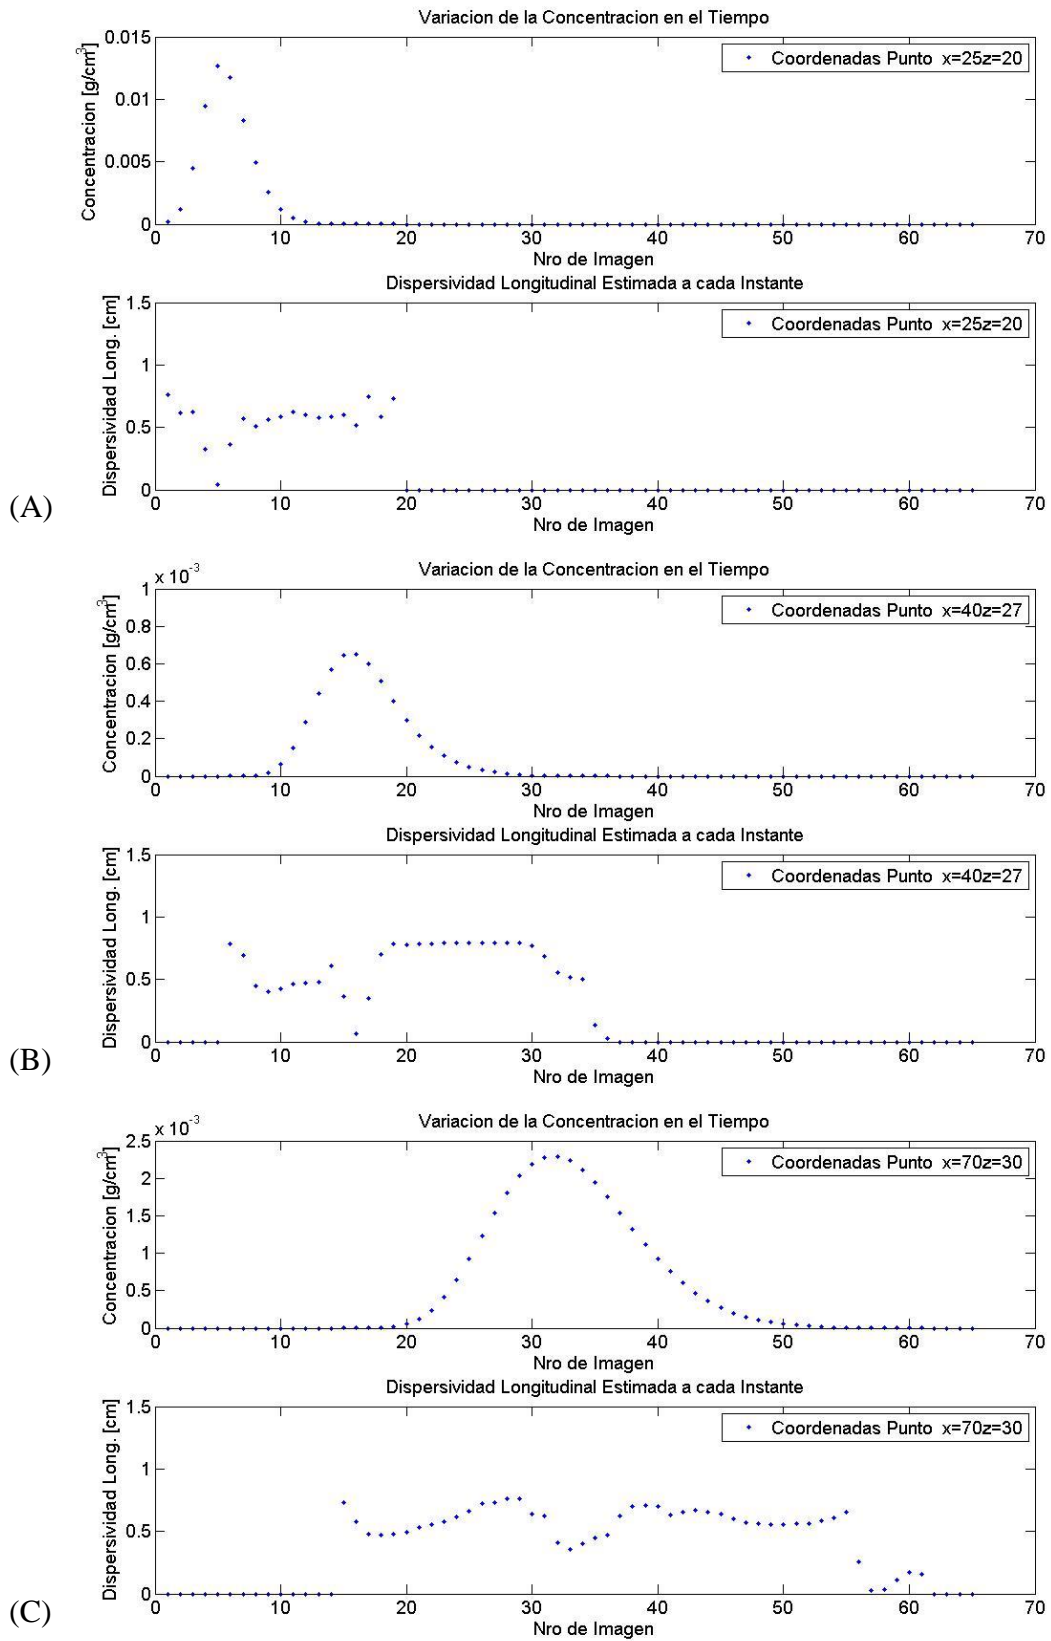 Variacion de la Concentracion en el Tiempo
Concentracion [g/cm³]
0.015
0.01
0.005
0
Coordenadas Punto x=25z=20
0 10 20 30 40 50 60 70
Nro de Imagen
Dispersividad Longitudinal Estimada a cada Instante
Dispersividad Long. [cm]
1.5
1
0.5
0
Coordenadas Punto x=25z=20
0 10 20 30 40 50 60 70
Nro de Imagen
(A)
Variacion de la Concentracion en el Tiempo
x 10⁻³
Concentracion [g/cm³]
1
0.8
0.6
0.4
0.2
0
Coordenadas Punto x=40z=27
0 10 20 30 40 50 60 70
Nro de Imagen
Dispersividad Longitudinal Estimada a cada Instante
Dispersividad Long. [cm]
1.5
1
0.5
0
Coordenadas Punto x=40z=27
0 10 20 30 40 50 60 70
Nro de Imagen
(B)
Variacion de la Concentracion en el Tiempo
x 10⁻³
Concentracion [g/cm³]
2.5
2
1.5
1
0.5
0
Coordenadas Punto x=70z=30
0 10 20 30 40 50 60 70
Nro de Imagen
Dispersividad Longitudinal Estimada a cada Instante
Dispersividad Long. [cm]
1.5
1
0.5
0
Coordenadas Punto x=70z=30
0 10 20 30 40 50 60 70
Nro de Imagen
(C)